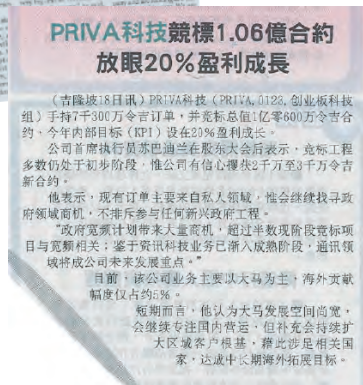 PRIVA科技競標1.06億合約
放眼20%盈利成長
（吉隆坡18日讯）PRIVA科技（PRIVA,0123,创业板科技
组）手持7千300万令吉订单，并竞标总值1亿零600万令吉合
约，今年内部目标（KPI）设在20%盈利成长。
公司首席执行员苏巴迪兰在股东大会后表示，竞标工程
多数仍处于初步阶段，惟公司有信心攫获2千万至3千万令吉
新合约。
他表示，现有订单主要来自私人领域，惟会继续找寻政
府领域商机，不排斥参与任何新兴政府工程。
“政府宽频计划带来大量商机，超过半数现阶段竞标项
目与宽频相关；鉴于资讯科技业务已渐入成熟阶段，通讯领
域将成公司未来发展重点。”
目前，该公司业务主要以大马为主，海外贡献
幅度仅占约5%。
短期而言，他认为大马发展空间尚宽，
会继续专注国内营运，但补充会持续扩
大区域客户根基，藉此涉足相关国
家，达成中长期海外拓展目标。